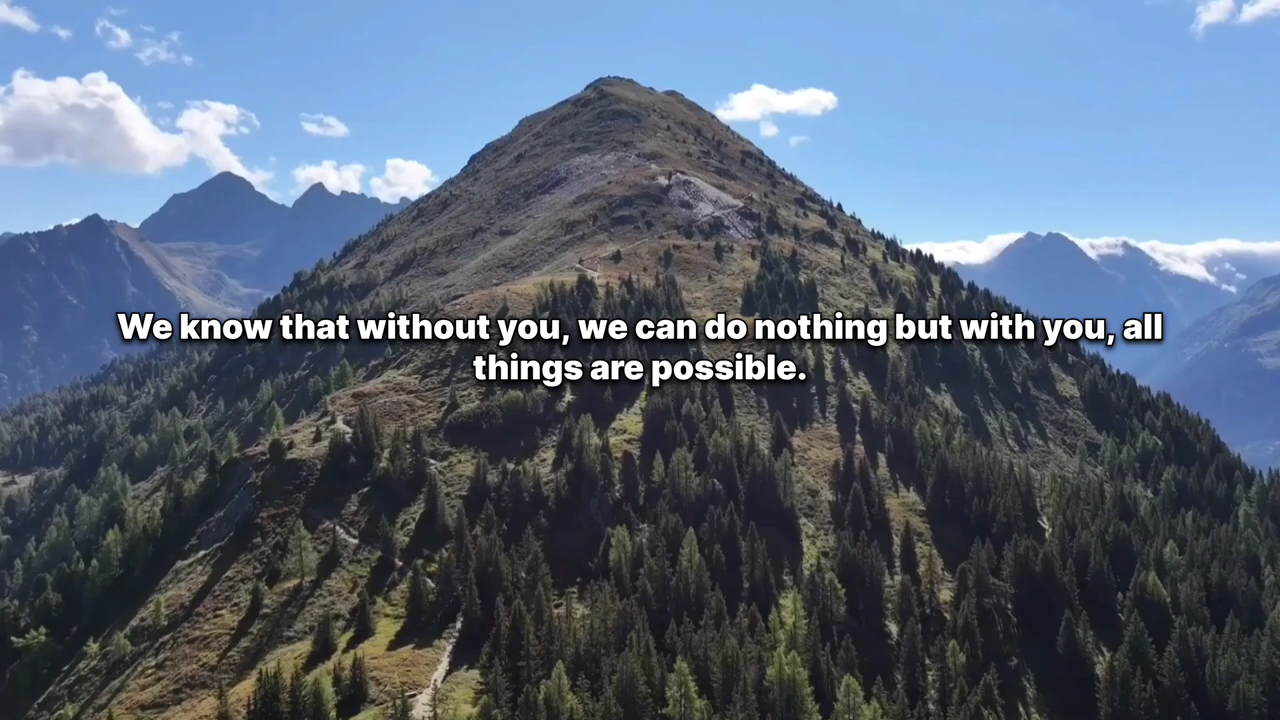 We know that without you, we can do nothing but with you, all
things are possible.